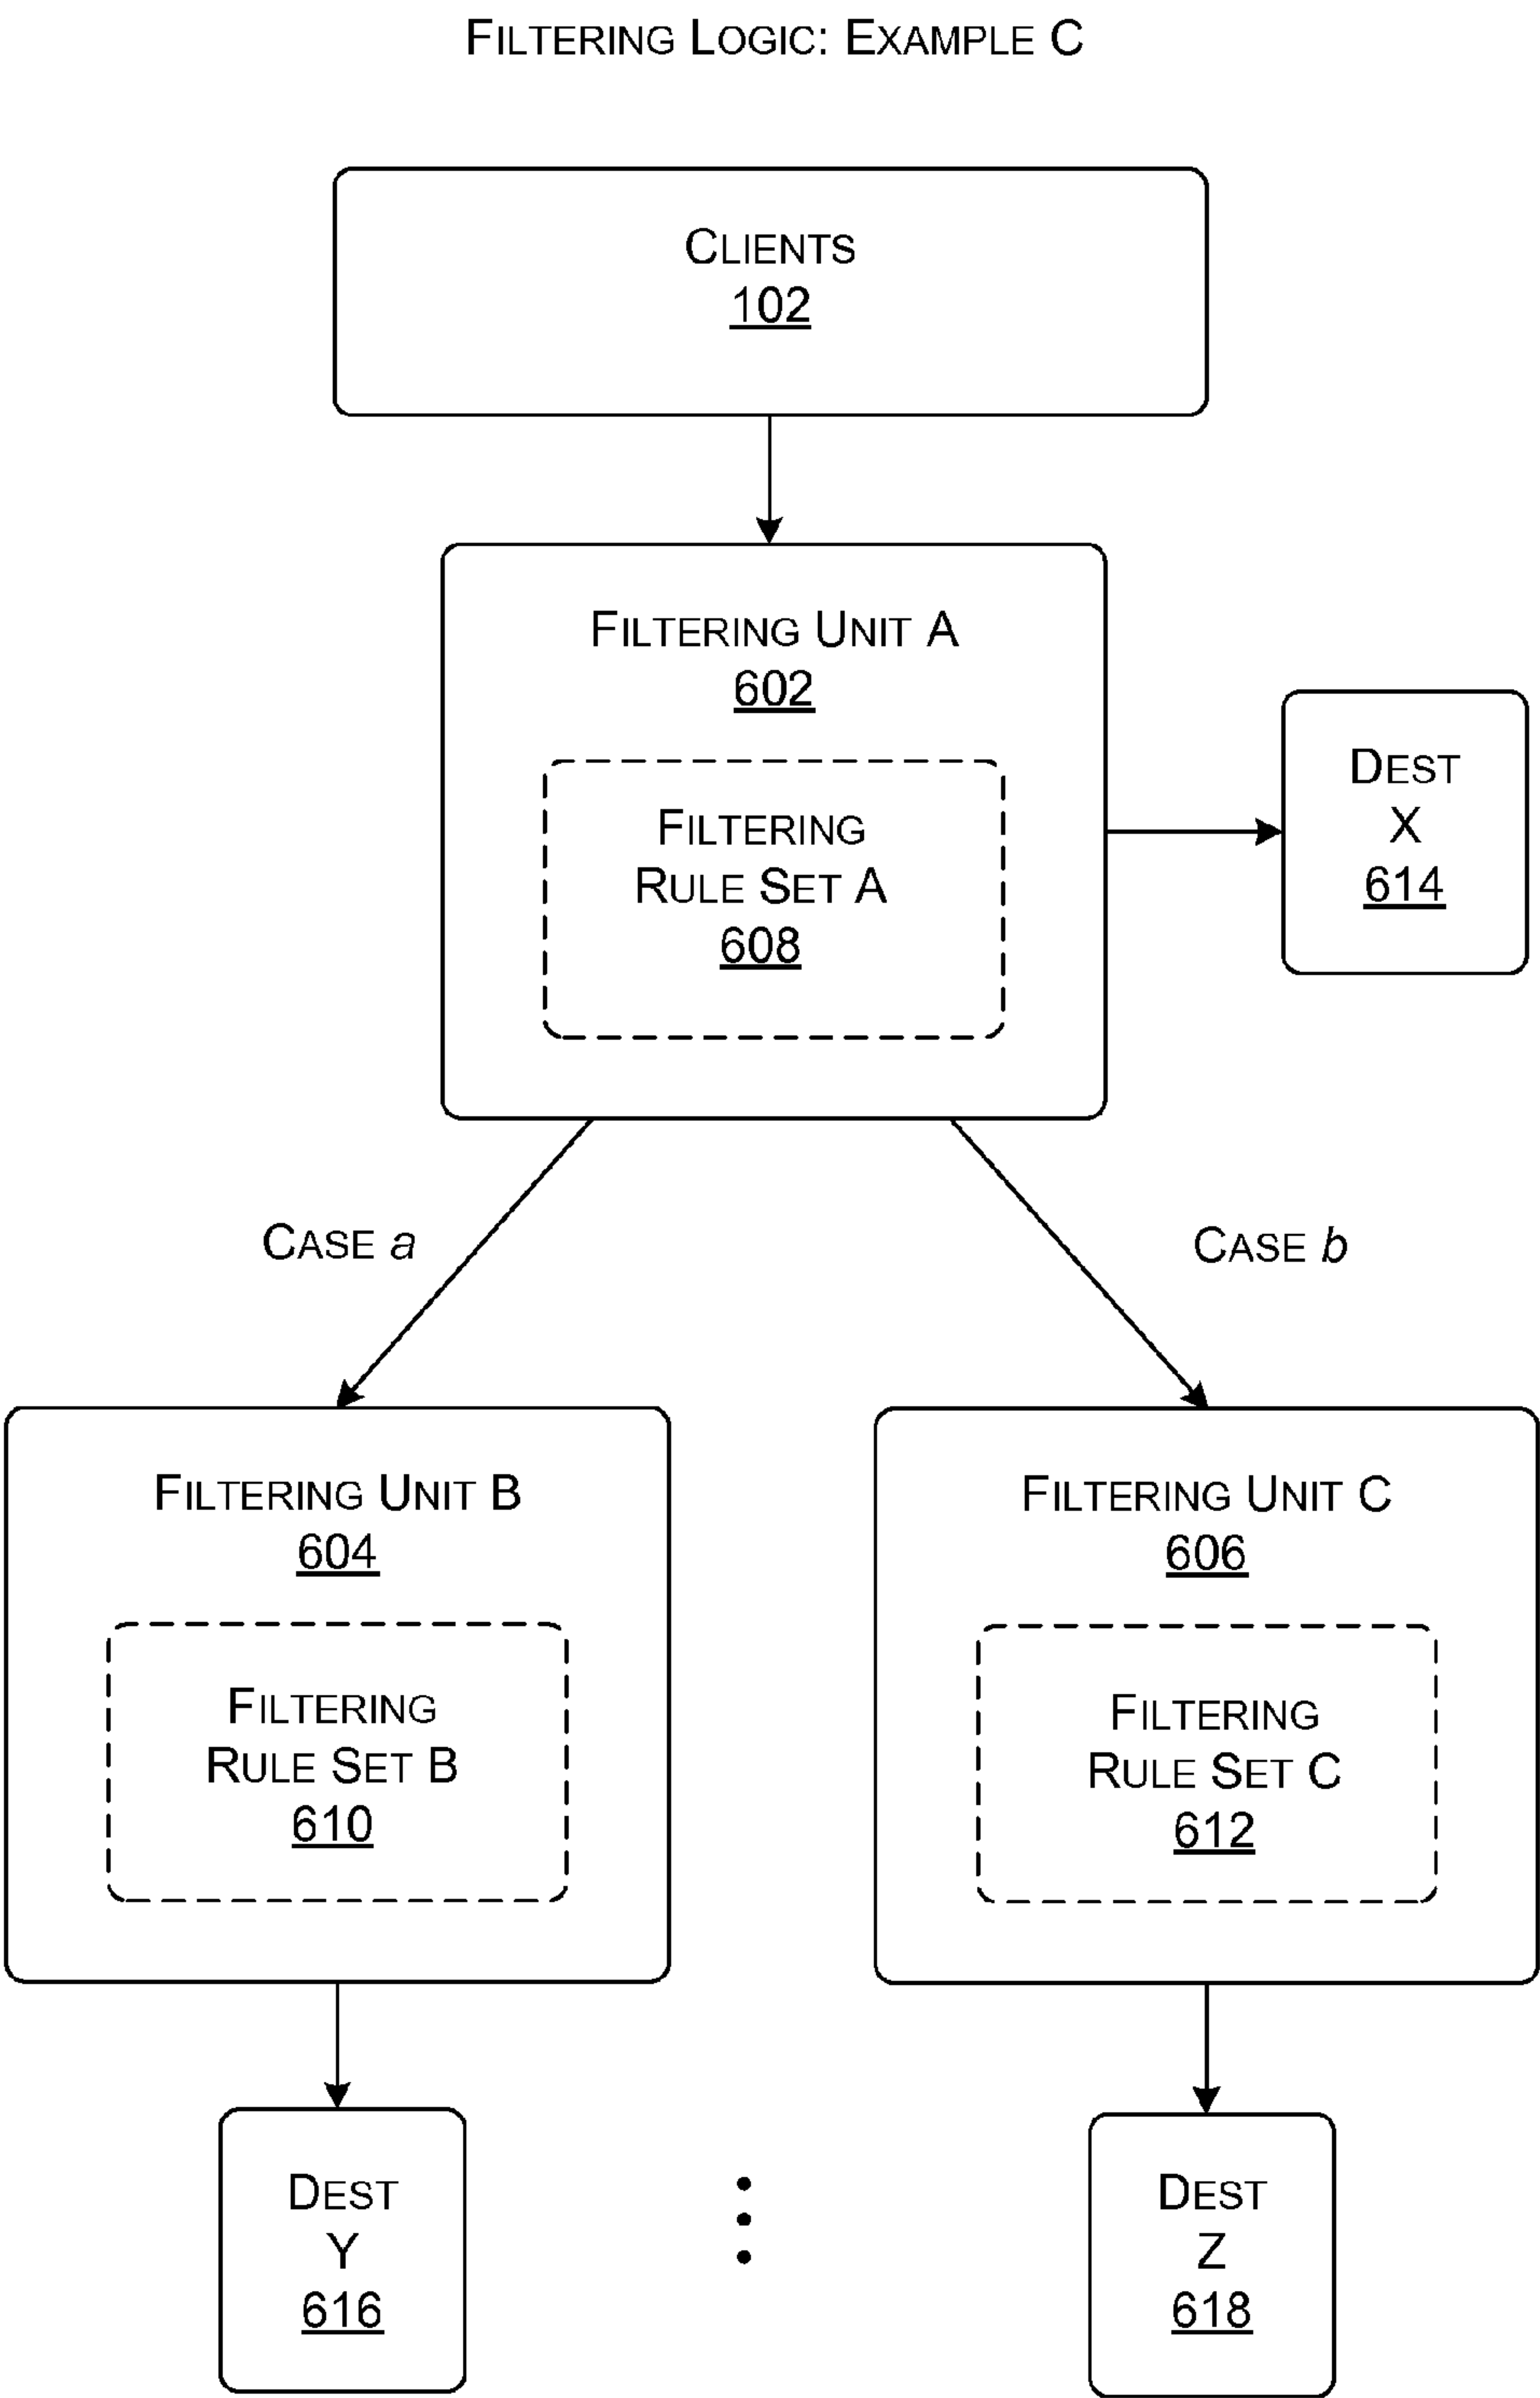 FILTERING LOGIC: EXAMPLE C
CLIENTS
102
FILTERING UNIT A
602
FILTERING
RULE SET A
608
DEST
X
614
CASE a
CASE b
FILTERING UNIT B
604
FILTERING
RULE SET B
610
FILTERING UNIT C
606
FILTERING
RULE SET C
612
DEST
Y
616
DEST
Z
618